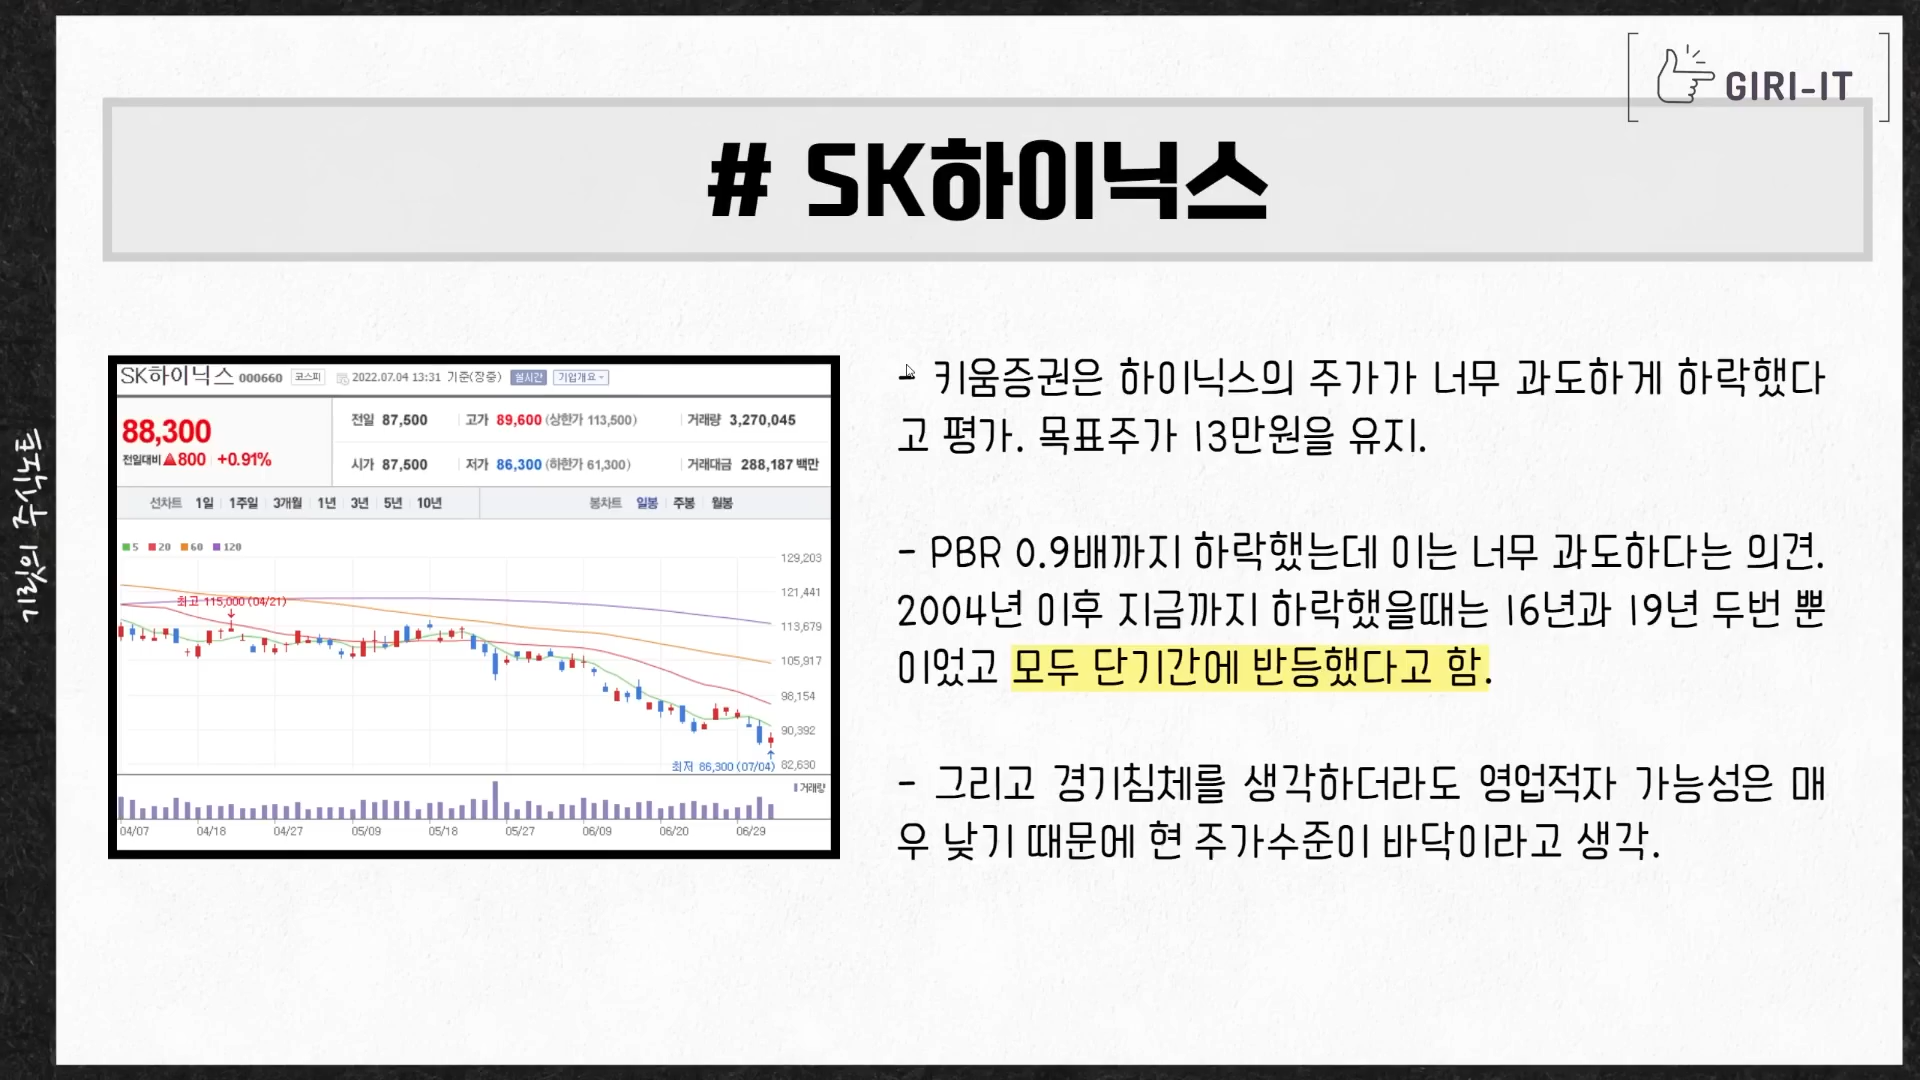 GIRI-IT
# SK하이닉스
기릿의 주식노트
SK하이닉스 000660 코스피 2022.07.04 13:31 기준(장중) 실시간 기업개요
88,300
전일대비 ▲800 +0.91%
전일 87,500 고가 89,600 (상한가 113,500) 거래량 3,270,045
시가 87,500 저가 86,300 (하한가 61,300) 거래대금 288,187 백만
선차트 1일 1주일 3개월 1년 3년 5년 10년 봉차트 일봉 주봉 월봉
5 20 60 120
129,203
121,441
최고 115,000 (04/21)
113,679
105,917
98,154
90,392
최저 86,300 (07/04)
82,630
거래량
04/07 04/18 04/27 05/09 05/18 05/27 06/09 06/20 06/29
- 키움증권은 하이닉스의 주가가 너무 과도하게 하락했다
고 평가. 목표주가 13만원을 유지.
- PBR 0.9배까지 하락했는데 이는 너무 과도하다는 의견.
2004년 이후 지금까지 하락했을때는 16년과 19년 두번 뿐
이었고 모두 단기간에 반등했다고 함.
- 그리고 경기침체를 생각하더라도 영업적자 가능성은 매
우 낮기 때문에 현 주가수준이 바닥이라고 생각.